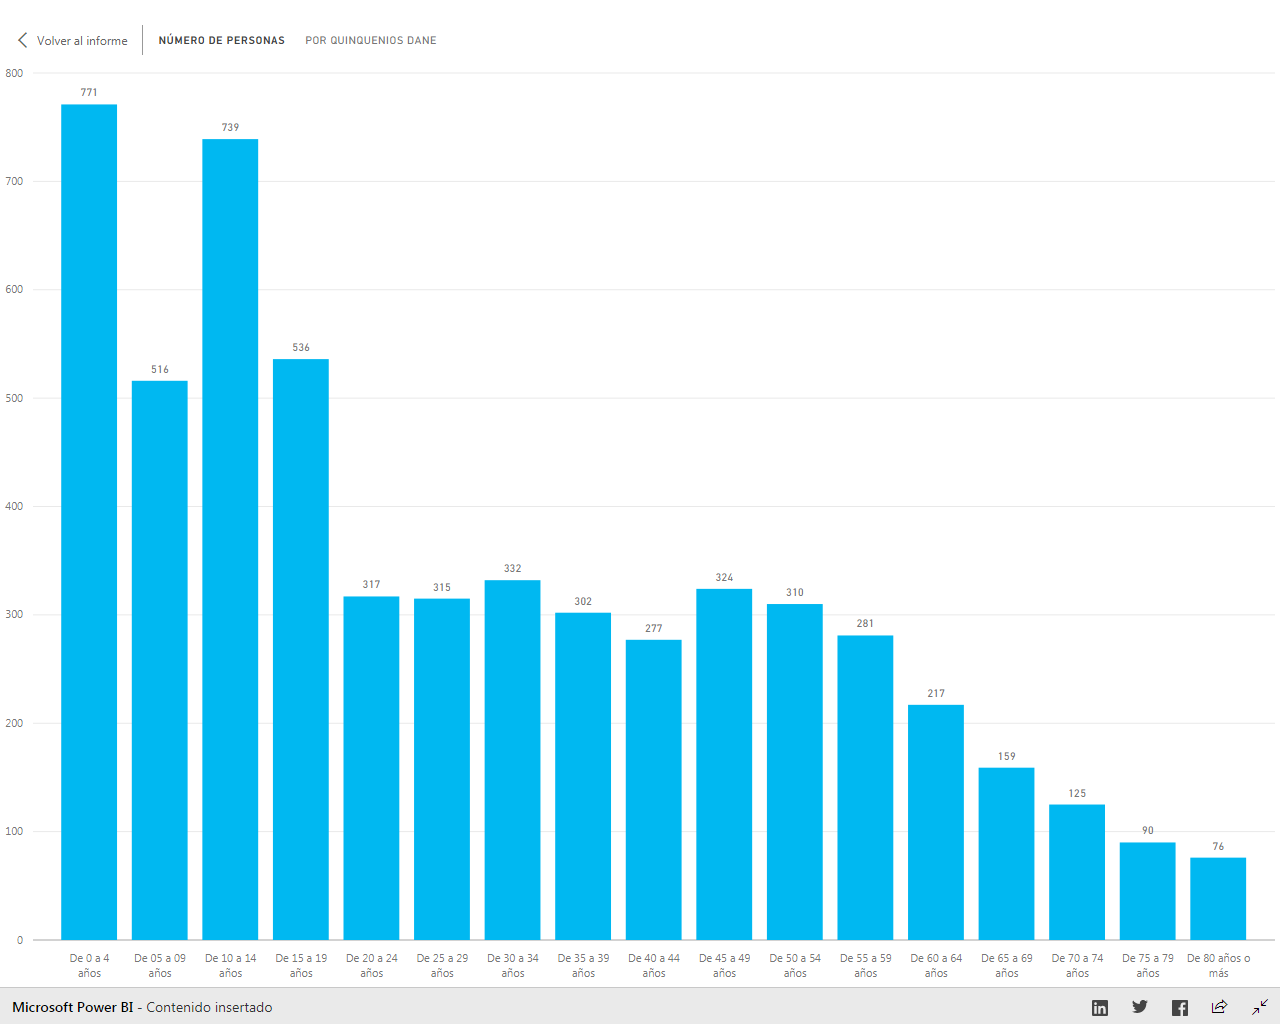 Volver al informe
NÚMERO DE PERSONAS
POR QUINQUENIOS DANE
800
700
600
500
400
300
200
100
0
771
516
739
536
317
315
332
302
277
324
310
281
217
159
125
90
76
De 0 a 4
años
De 05 a 09
años
De 10 a 14
años
De 15 a 19
años
De 20 a 24
años
De 25 a 29
años
De 30 a 34
años
De 35 a 39
años
De 40 a 44
años
De 45 a 49
años
De 50 a 54
años
De 55 a 59
años
De 60 a 64
años
De 65 a 69
años
De 70 a 74
años
De 75 a 79
años
De 80 años o
más
Microsoft Power BI - Contenido insertado